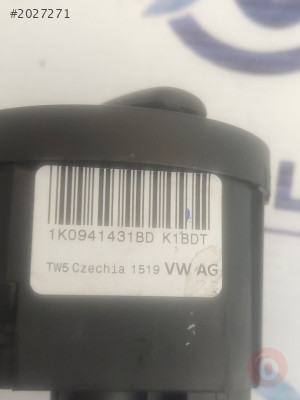 #2027271
1K0941431BD K1BDT
TW5 Czechia 1519 VW AG